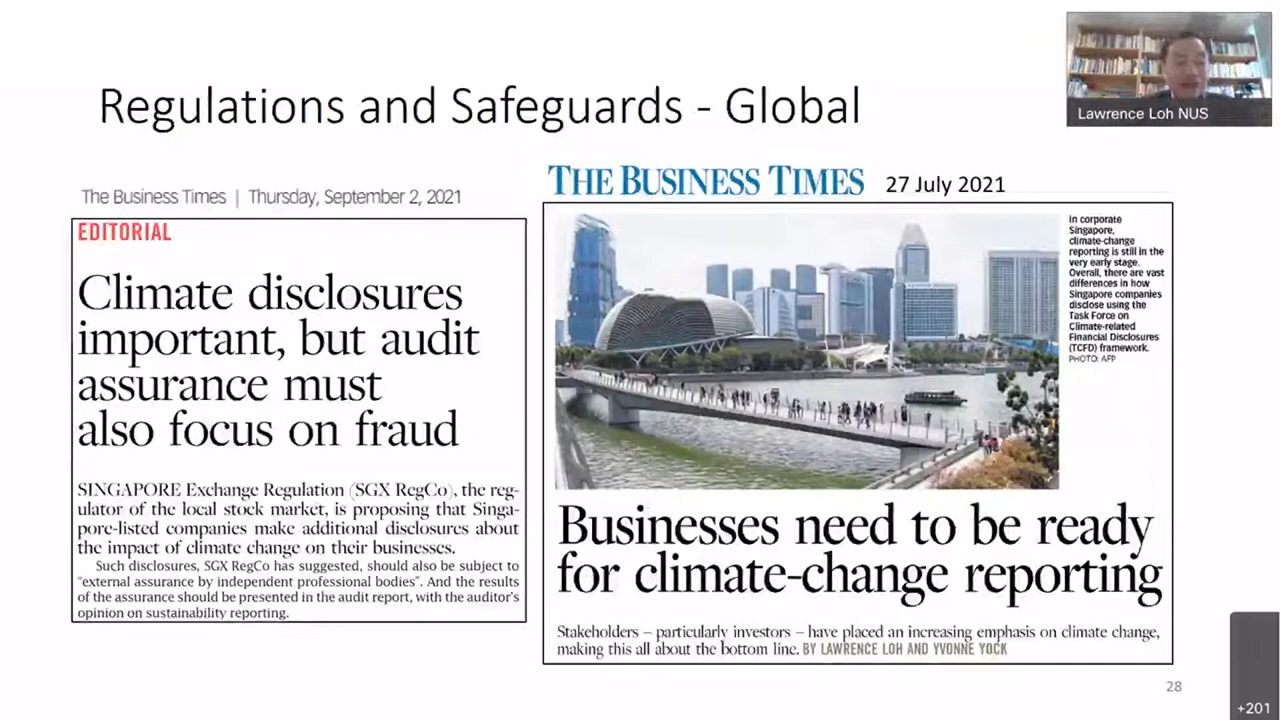 Regulations and Safeguards - Global
Lawrence Loh NUS
The Business Times | Thursday, September 2, 2021
EDITORIAL
Climate disclosures
important, but audit
assurance must
also focus on fraud
SINGAPORE Exchange Regulation (SGX RegCo), the reg-
ulator of the local stock market, is proposing that Singa-
pore-listed companies make additional disclosures about
the impact of climate change on their businesses.
Such disclosures, SGX RegCo has suggested, should also be subject to
"external assurance by independent professional bodies". And the results
of the assurance should be presented in the audit report, with the auditor's
opinion on sustainability reporting.
THE BUSINESS TIMES 27 July 2021
In corporate
Singapore,
climate-change
reporting is still in the
very early stage.
Overall, there are vast
differences in how
Singapore companies
disclose using the
Task Force on
Climate-related
Financial Disclosures
(TCFD) framework.
PHOTO: AFP
Businesses need to be ready
for climate-change reporting
Stakeholders – particularly investors – have placed an increasing emphasis on climate change,
making this all about the bottom line. BY LAWRENCE LOH AND YVONNE YOCK
28
+201